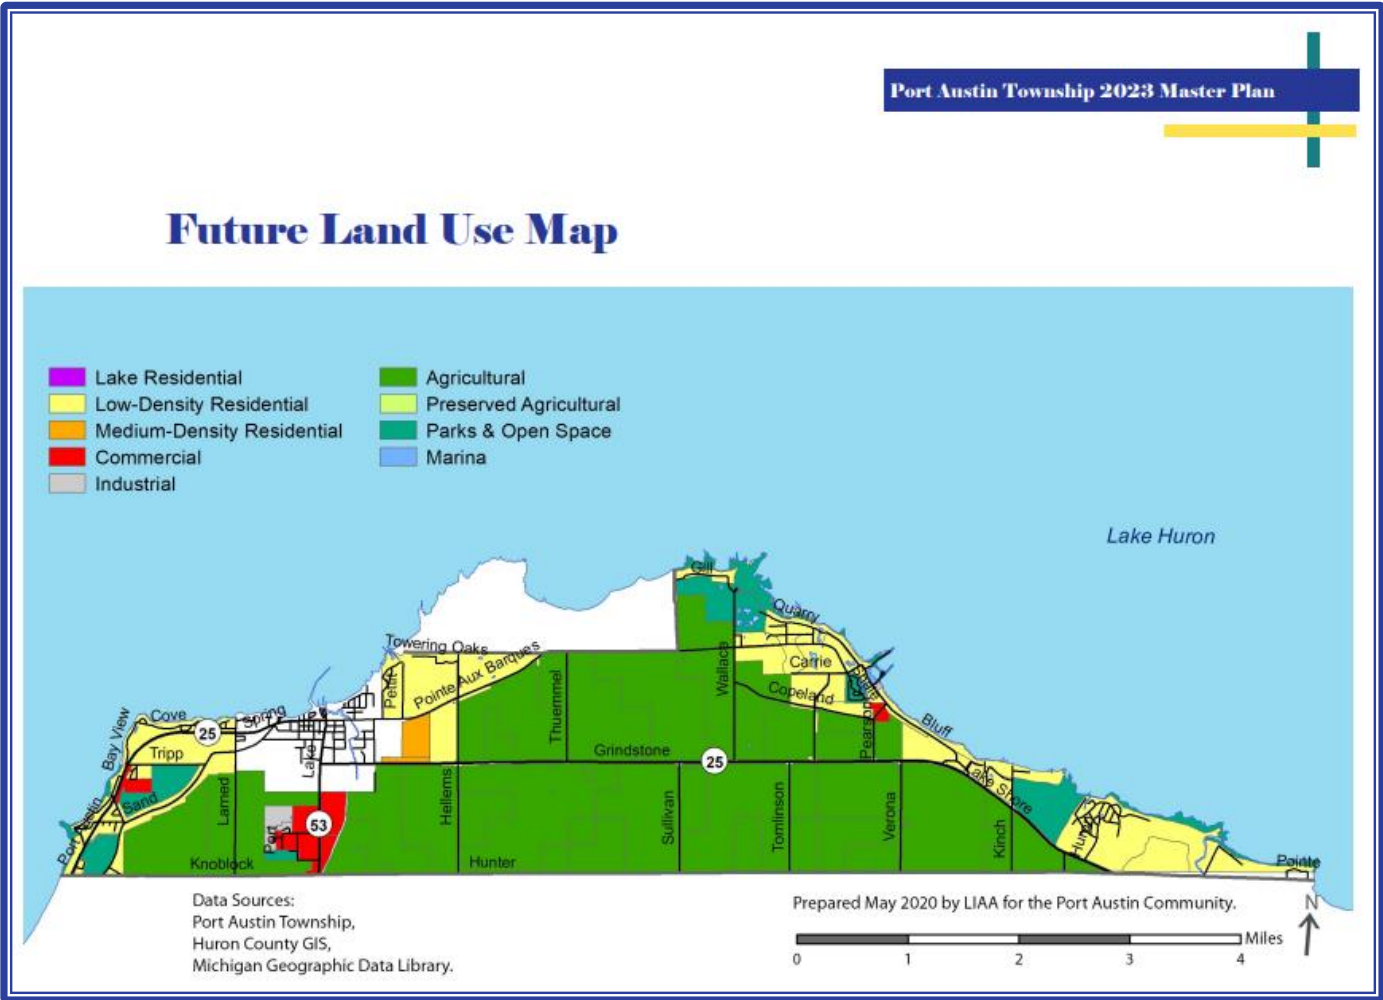 Port Austin Township 2023 Master Plan
Future Land Use Map
Lake Residential
Low-Density Residential
Medium-Density Residential
Commercial
Industrial
Agricultural
Preserved Agricultural
Parks & Open Space
Marina
Lake Huron
Gill
Quarry
Towering Oaks
Pointe Aux Barques
Pettit
Wallace
Carrie
Copeland
Pearson
Thuemmel
Bluff
Cove
Spring
25
Bay View
Tripp
Lake
Grindstone
25
Lake Shore
Sand
Port Austin
Larned
Port
53
Hellems
Sullivan
Tomlinson
Verona
Kinch
Knoblock
Hunter
Pointe
Data Sources:
Port Austin Township,
Huron County GIS,
Michigan Geographic Data Library.
Prepared May 2020 by LIAA for the Port Austin Community.
N
Miles
0 1 2 3 4